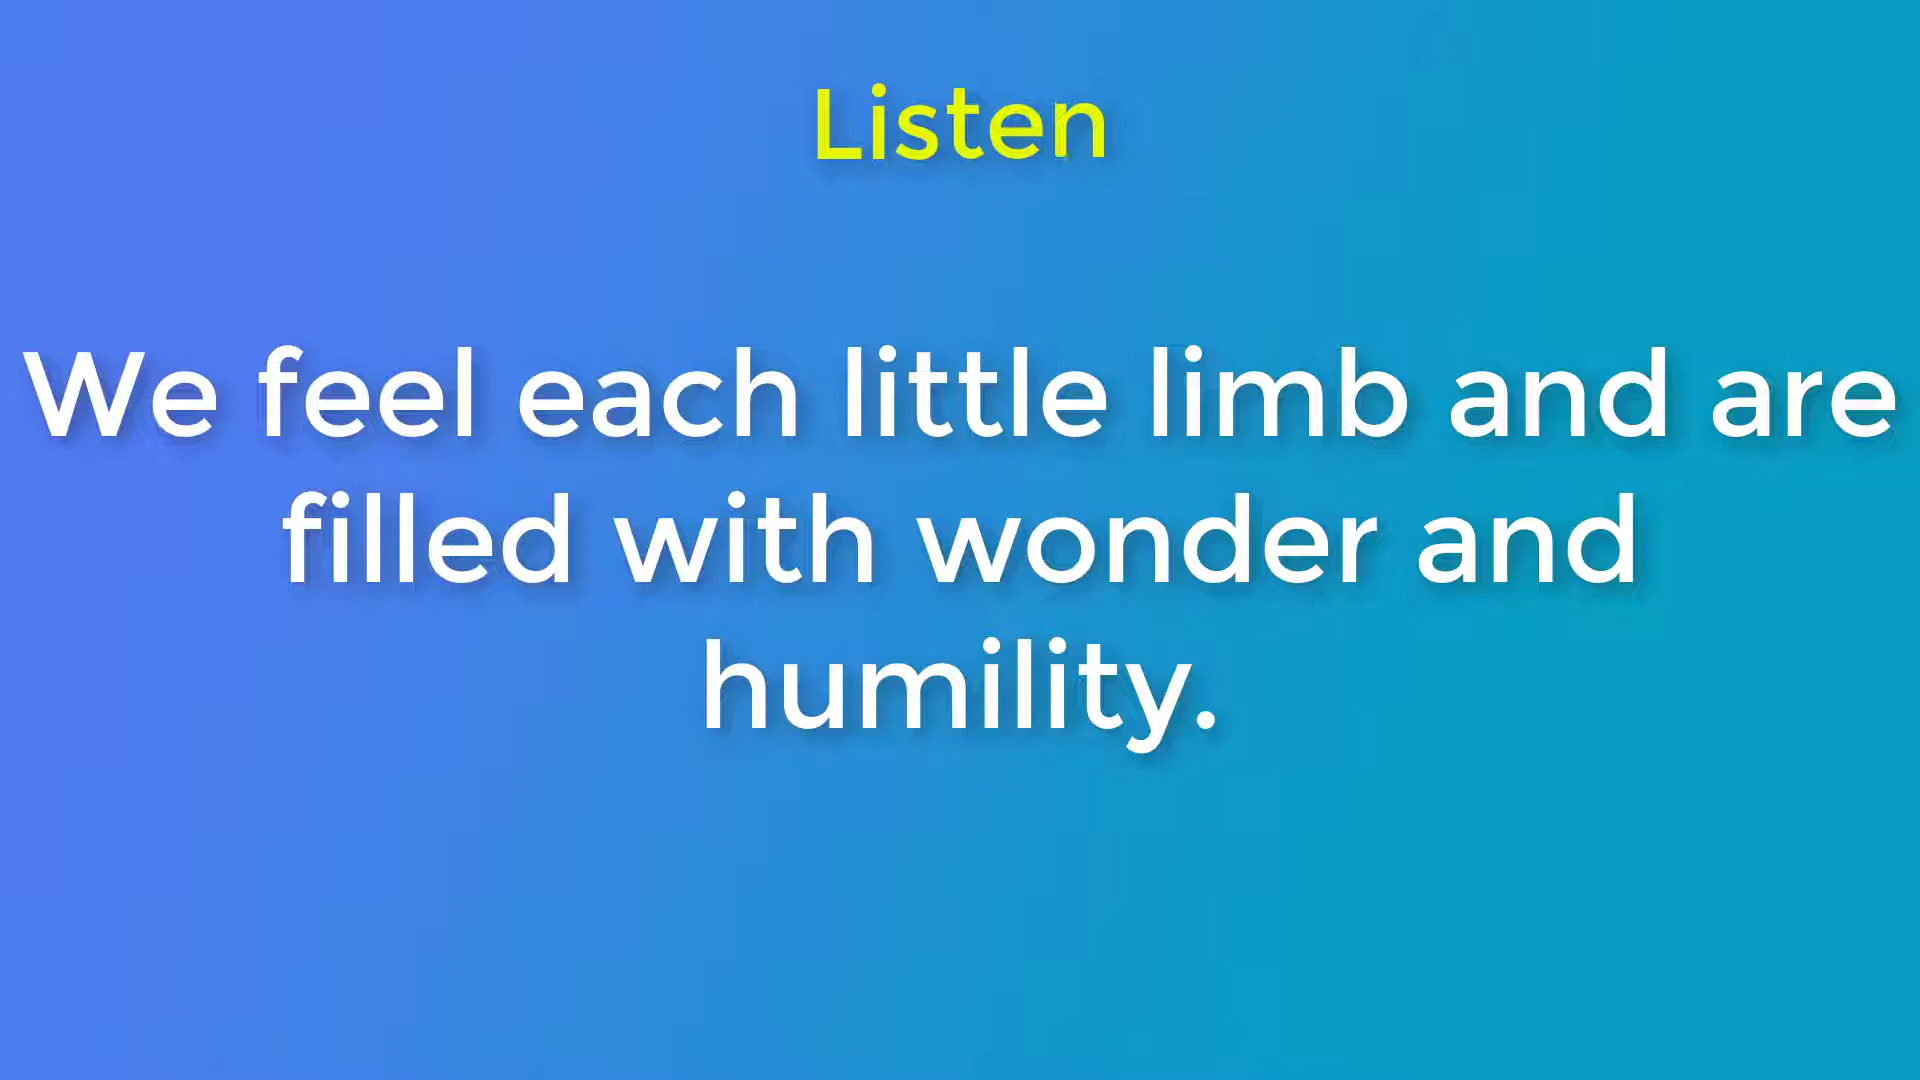 Listen
We feel each little limb and are
filled with wonder and
humility.